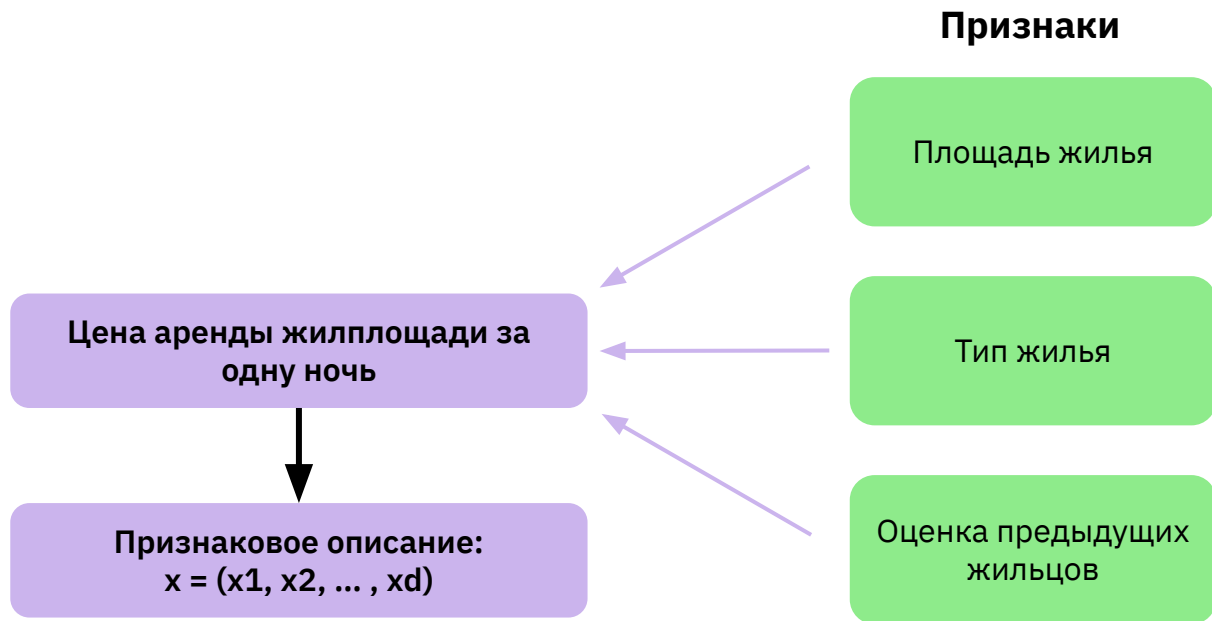 Признаки
Площадь жилья
Тип жилья
Оценка предыдущих
жильцов
Цена аренды жилплощади за
одну ночь
Признаковое описание:
x = (x1, x2, ... , xd)